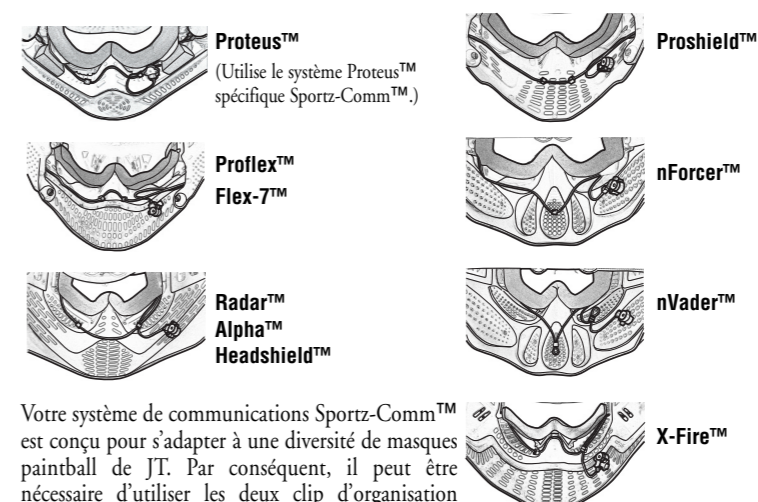 Proteus™
(Utilise le système Proteus™
spécifique Sportz-Comm™.)
Proflex™
Flex-7™
Radar™
Alpha™
Headshield™
Proshield™
nForcer™
nVader™
X-Fire™
Votre système de communications Sportz-Comm™
est conçu pour s'adapter à une diversité de masques
paintball de JT. Par conséquent, il peut être
nécessaire d'utiliser les deux clip d'organisation